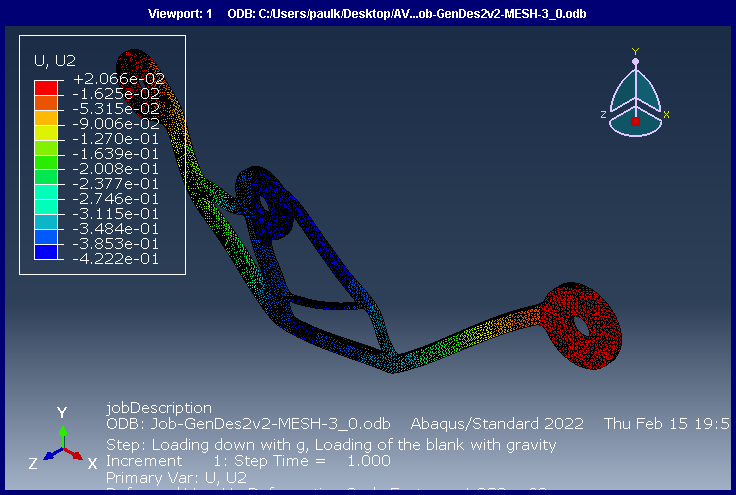 Viewport: 1 ODB: C:/Users/paulk/Desktop/AV...ob-GenDes2v2-MESH-3_0.odb
U, U2
+2.066e-02
-1.625e-02
-5.315e-02
-9.006e-02
-1.270e-01
-1.639e-01
-2.008e-01
-2.377e-01
-2.746e-01
-3.115e-01
-3.484e-01
-3.853e-01
-4.222e-01
Y
Z
X
jobDescription
ODB: Job-GenDes2v2-MESH-3_0.odb Abaqus/Standard 2022 Thu Feb 15 19:5
Step: Loading down with g, Loading of the blank with gravity
Increment 1: Step Time = 1.000
Primary Var: U, U2
Y
Z
X